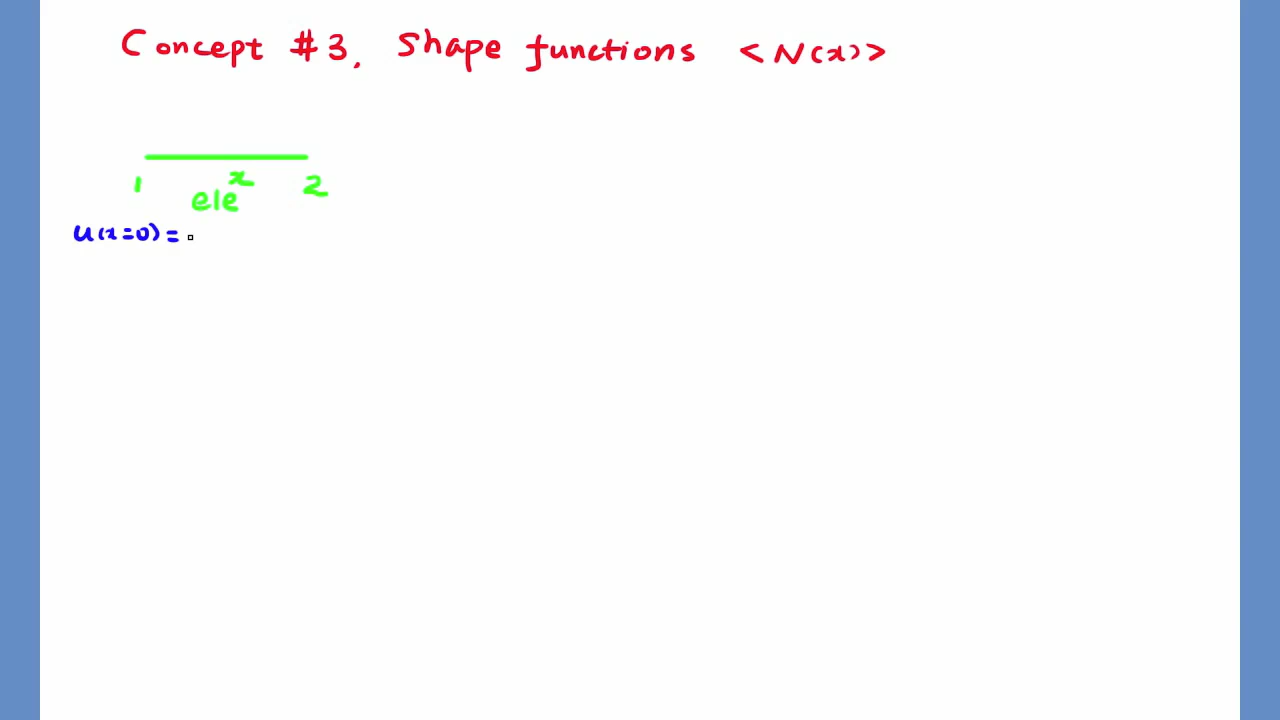 Concept #3. Shape functions <N(x)>
1 ele x 2
u(x=0)=